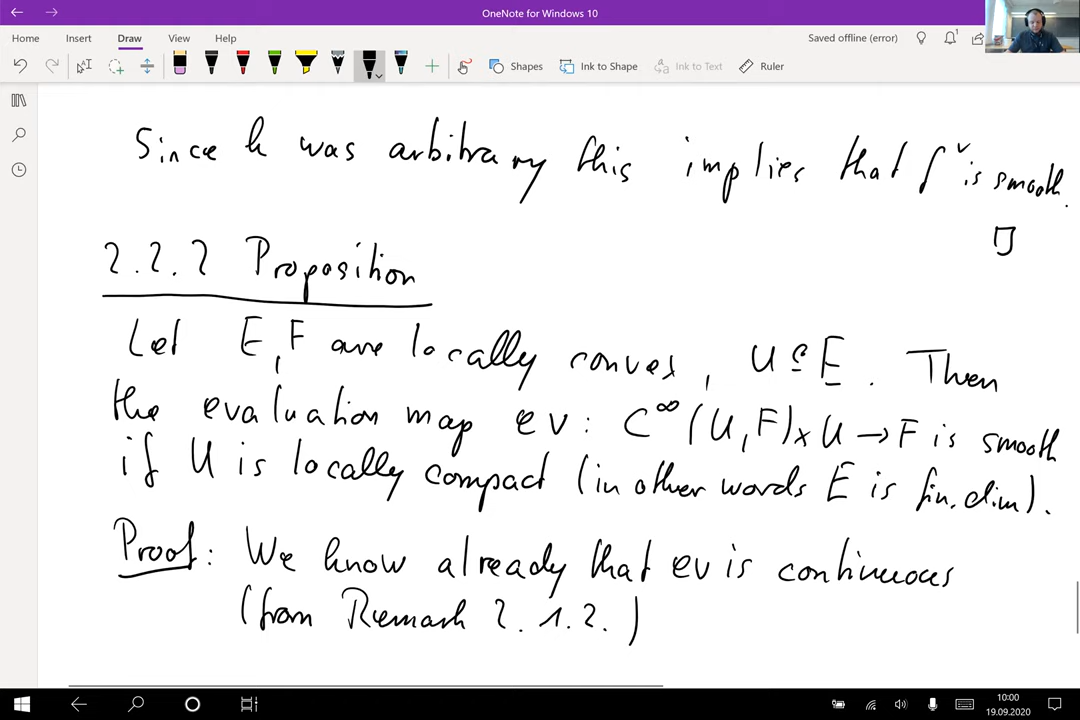 OneNote for Windows 10
Home Insert Draw View Help
Saved offline (error)
Shapes Ink to Shape Ink to Text Ruler
Since k was arbitrary this implies that f^∨ is smooth.
□
2.2.2 Proposition
Let E, F are locally convex, U ⊆ E. Then
the evaluation map ev: C^∞(U,F) × U → F is smooth
if U is locally compact (in other words E is fin. dim).
Proof: We know already that ev is continuous
(from Remark 2.1.2.)
10:00
19.09.2020